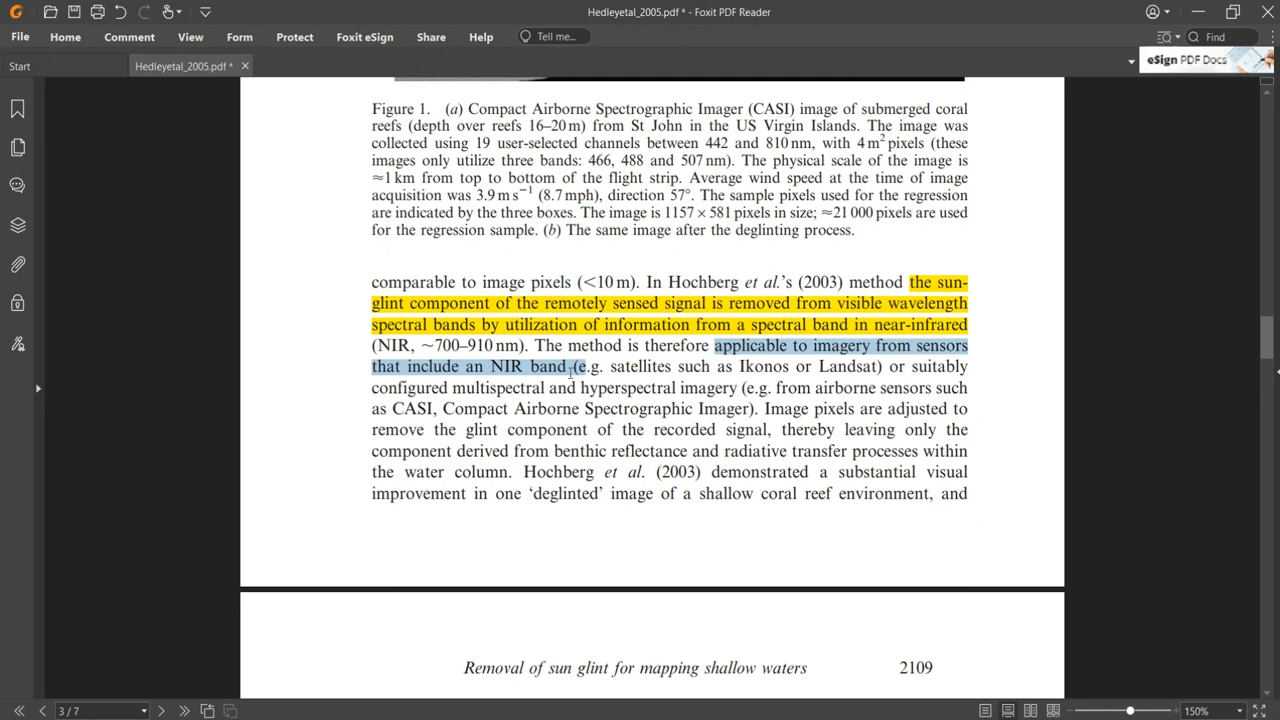 Hedleyetal_2005.pdf * - Foxit PDF Reader
File Home Comment View Form Protect Foxit eSign Share Help Tell me... Find
Start Hedleyetal_2005.pdf * eSign PDF Docs
Figure 1. (a) Compact Airborne Spectrographic Imager (CASI) image of submerged coral
reefs (depth over reefs 16–20 m) from St John in the US Virgin Islands. The image was
collected using 19 user-selected channels between 442 and 810 nm, with 4 m² pixels (these
images only utilize three bands: 466, 488 and 507 nm). The physical scale of the image is
≈1 km from top to bottom of the flight strip. Average wind speed at the time of image
acquisition was 3.9 m s⁻¹ (8.7 mph), direction 57°. The sample pixels used for the regression
are indicated by the three boxes. The image is 1157 × 581 pixels in size; ≈21 000 pixels are used
for the regression sample. (b) The same image after the deglinting process.
comparable to image pixels (<10 m). In Hochberg et al.'s (2003) method the sun-
glint component of the remotely sensed signal is removed from visible wavelength
spectral bands by utilization of information from a spectral band in near-infrared
(NIR, ~700–910 nm). The method is therefore applicable to imagery from sensors
that include an NIR band (e.g. satellites such as Ikonos or Landsat) or suitably
configured multispectral and hyperspectral imagery (e.g. from airborne sensors such
as CASI, Compact Airborne Spectrographic Imager). Image pixels are adjusted to
remove the glint component of the recorded signal, thereby leaving only the
component derived from benthic reflectance and radiative transfer processes within
the water column. Hochberg et al. (2003) demonstrated a substantial visual
improvement in one 'deglinted' image of a shallow coral reef environment, and
Removal of sun glint for mapping shallow waters 2109
3 / 7 150%